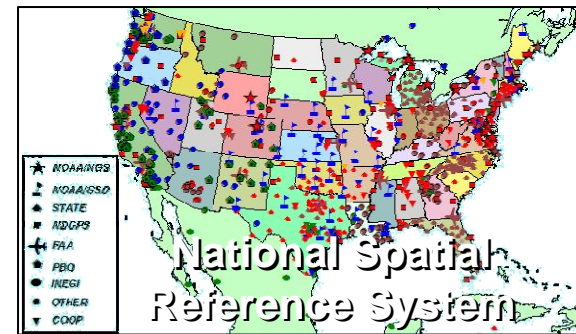 NOAA/NGS
NOAA/GSD
STATE
NDGPS
FAA
PBO
INEGI
OTHER
COOP
National Spatial
Reference System